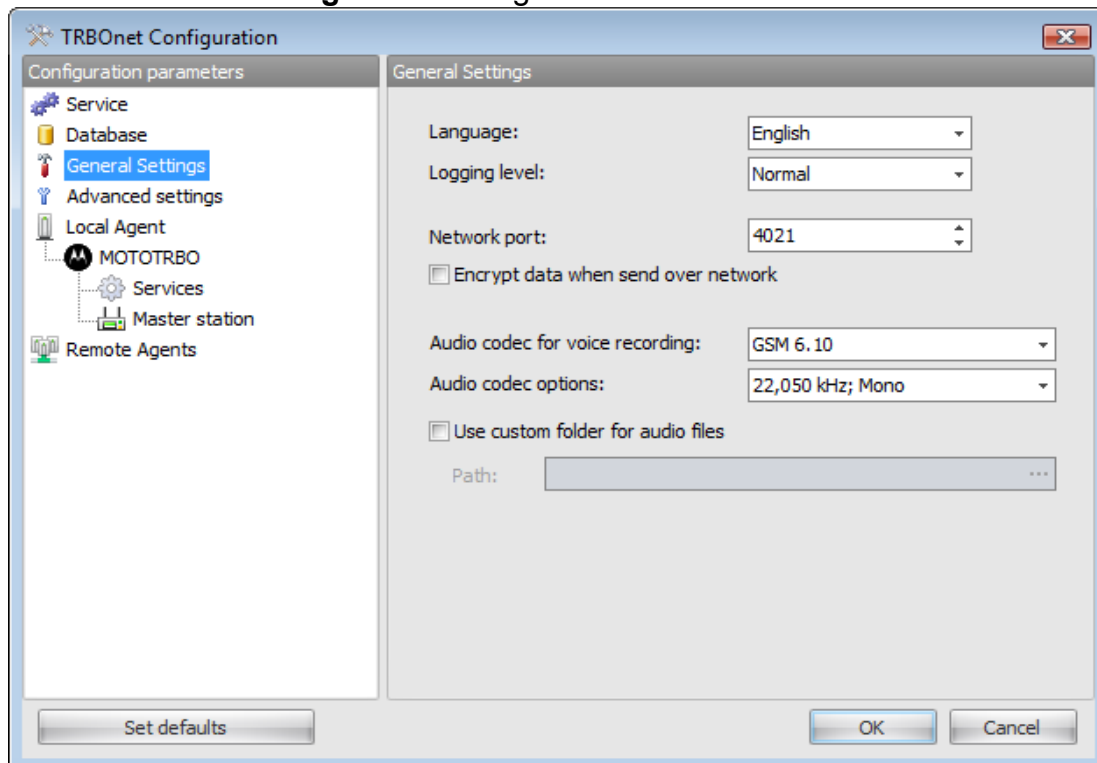 TRBOnet Configuration
Configuration parameters
General Settings
Service
Database
General Settings
Advanced settings
Local Agent
MOTOTRBO
Services
Master station
Remote Agents
Language: English
Logging level: Normal
Network port: 4021
Encrypt data when send over network
Audio codec for voice recording: GSM 6.10
Audio codec options: 22,050 kHz; Mono
Use custom folder for audio files
Path: ...
Set defaults
OK
Cancel